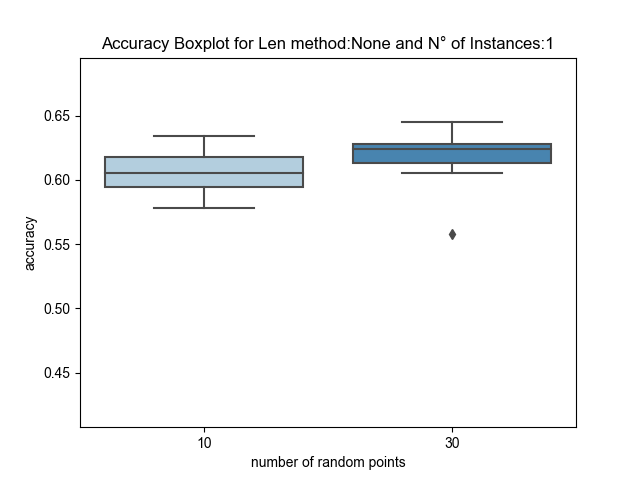 Accuracy Boxplot for Len method:None and N° of Instances:1
0.65
0.60
0.55
0.50
0.45
accuracy
10
30
number of random points